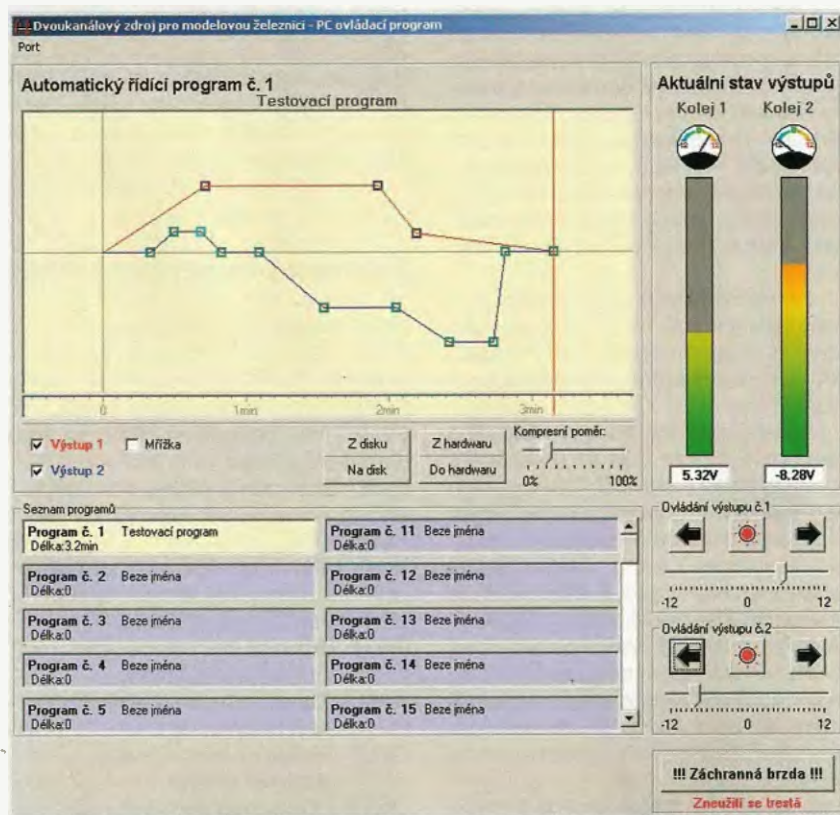 Dvoukanálový zdroj pro modelovou železnici - PC ovládací program
Port
Automatický řídící program č. 1
Testovací program
0 1min 2min 3min
Výstup 1
Mřížka
Výstup 2
Z disku
Z hardwaru
Na disk
Do hardwaru
Kompresní poměr:
0% 100%
Aktuální stav výstupů
Kolej 1 Kolej 2
5.32V -8.28V
Seznam programů
Program č. 1 Testovací program
Délka:3.2min
Program č. 2 Beze jména
Délka:0
Program č. 3 Beze jména
Délka:0
Program č. 4 Beze jména
Délka:0
Program č. 5 Beze jména
Délka:0
Program č. 11 Beze jména
Délka:0
Program č. 12 Beze jména
Délka:0
Program č. 13 Beze jména
Délka:0
Program č. 14 Beze jména
Délka:0
Program č. 15 Beze jména
Délka:0
Ovládání výstupu č.1
-12 0 12
Ovládání výstupu č.2
-12 0 12
!!! Záchranná brzda !!!
Zneužití se trestá